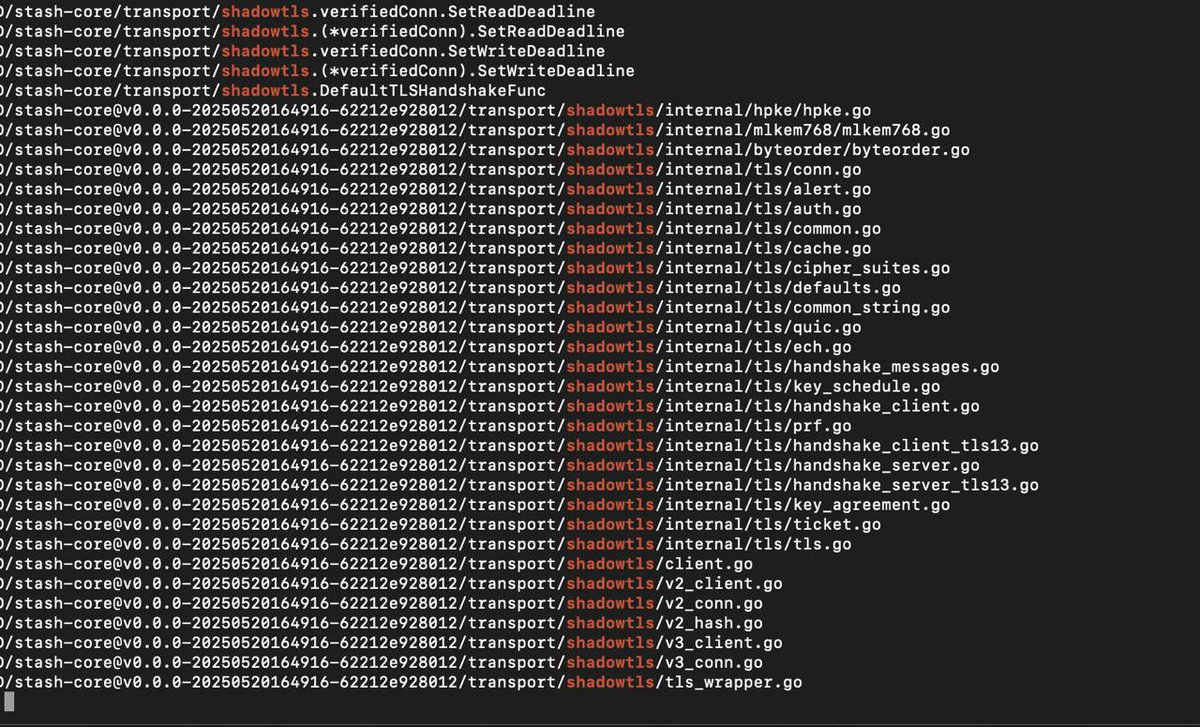 /stash-core/transport/shadowtls.verifiedConn.SetReadDeadline
/stash-core/transport/shadowtls.(*verifiedConn).SetReadDeadline
/stash-core/transport/shadowtls.verifiedConn.SetWriteDeadline
/stash-core/transport/shadowtls.(*verifiedConn).SetWriteDeadline
/stash-core/transport/shadowtls.DefaultTLSHandshakeFunc
/stash-core@v0.0.0-20250520164916-62212e928012/transport/shadowtls/internal/hpke/hpke.go
/stash-core@v0.0.0-20250520164916-62212e928012/transport/shadowtls/internal/mlkem768/mlkem768.go
/stash-core@v0.0.0-20250520164916-62212e928012/transport/shadowtls/internal/byteorder/byteorder.go
/stash-core@v0.0.0-20250520164916-62212e928012/transport/shadowtls/internal/tls/conn.go
/stash-core@v0.0.0-20250520164916-62212e928012/transport/shadowtls/internal/tls/alert.go
/stash-core@v0.0.0-20250520164916-62212e928012/transport/shadowtls/internal/tls/auth.go
/stash-core@v0.0.0-20250520164916-62212e928012/transport/shadowtls/internal/tls/common.go
/stash-core@v0.0.0-20250520164916-62212e928012/transport/shadowtls/internal/tls/cache.go
/stash-core@v0.0.0-20250520164916-62212e928012/transport/shadowtls/internal/tls/cipher_suites.go
/stash-core@v0.0.0-20250520164916-62212e928012/transport/shadowtls/internal/tls/defaults.go
/stash-core@v0.0.0-20250520164916-62212e928012/transport/shadowtls/internal/tls/common_string.go
/stash-core@v0.0.0-20250520164916-62212e928012/transport/shadowtls/internal/tls/quic.go
/stash-core@v0.0.0-20250520164916-62212e928012/transport/shadowtls/internal/tls/ech.go
/stash-core@v0.0.0-20250520164916-62212e928012/transport/shadowtls/internal/tls/handshake_messages.go
/stash-core@v0.0.0-20250520164916-62212e928012/transport/shadowtls/internal/tls/key_schedule.go
/stash-core@v0.0.0-20250520164916-62212e928012/transport/shadowtls/internal/tls/handshake_client.go
/stash-core@v0.0.0-20250520164916-62212e928012/transport/shadowtls/internal/tls/prf.go
/stash-core@v0.0.0-20250520164916-62212e928012/transport/shadowtls/internal/tls/handshake_client_tls13.go
/stash-core@v0.0.0-20250520164916-62212e928012/transport/shadowtls/internal/tls/handshake_server.go
/stash-core@v0.0.0-20250520164916-62212e928012/transport/shadowtls/internal/tls/handshake_server_tls13.go
/stash-core@v0.0.0-20250520164916-62212e928012/transport/shadowtls/internal/tls/key_agreement.go
/stash-core@v0.0.0-20250520164916-62212e928012/transport/shadowtls/internal/tls/ticket.go
/stash-core@v0.0.0-20250520164916-62212e928012/transport/shadowtls/internal/tls/tls.go
/stash-core@v0.0.0-20250520164916-62212e928012/transport/shadowtls/client.go
/stash-core@v0.0.0-20250520164916-62212e928012/transport/shadowtls/v2_client.go
/stash-core@v0.0.0-20250520164916-62212e928012/transport/shadowtls/v2_conn.go
/stash-core@v0.0.0-20250520164916-62212e928012/transport/shadowtls/v2_hash.go
/stash-core@v0.0.0-20250520164916-62212e928012/transport/shadowtls/v3_client.go
/stash-core@v0.0.0-20250520164916-62212e928012/transport/shadowtls/v3_conn.go
/stash-core@v0.0.0-20250520164916-62212e928012/transport/shadowtls/tls_wrapper.go